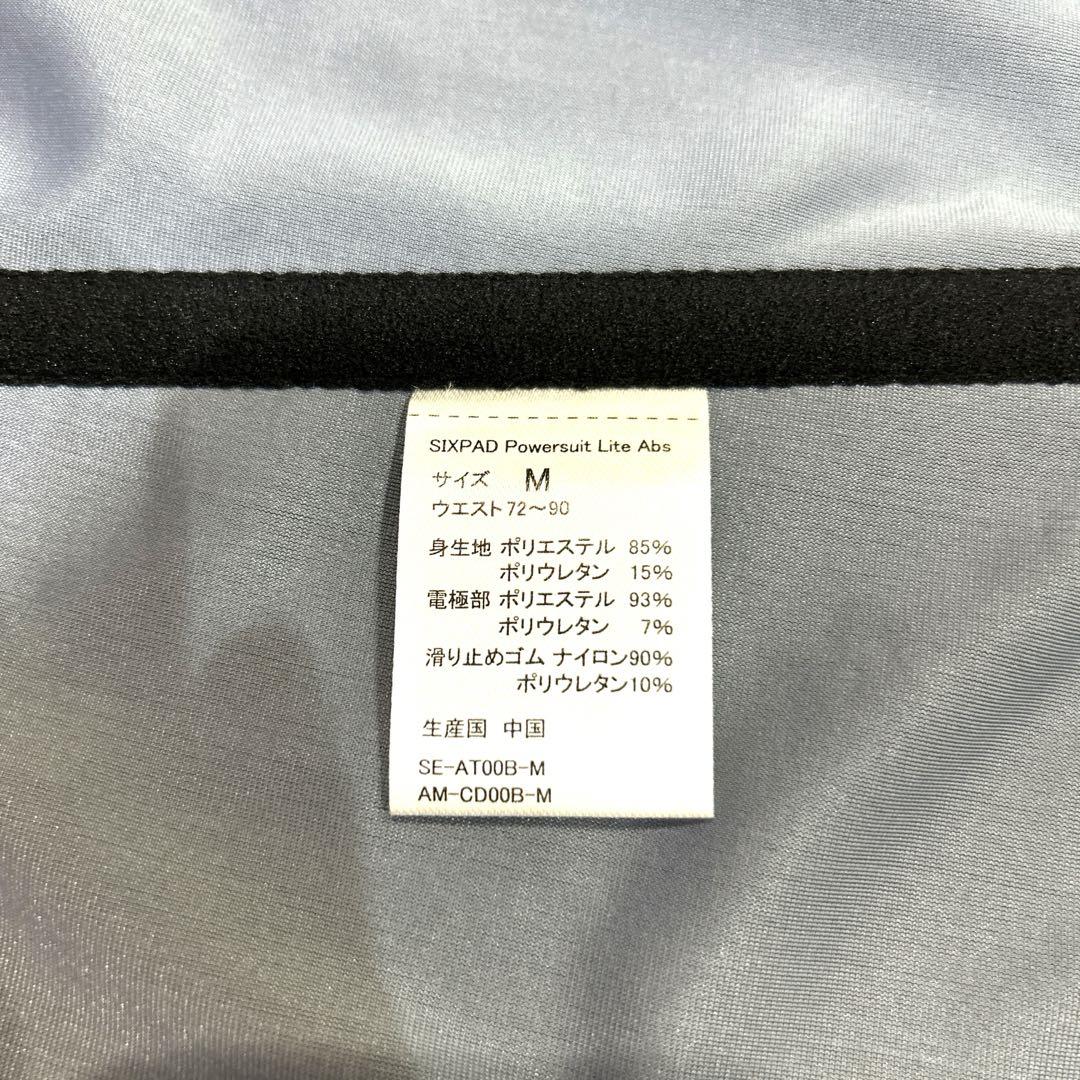 SIXPAD Powersuit Lite Abs
サイズ M
ウエスト72～90
身生地 ポリエステル 85%
ポリウレタン 15%
電極部 ポリエステル 93%
ポリウレタン 7%
滑り止めゴム ナイロン90%
ポリウレタン10%
生産国 中国
SE-AT00B-M
AM-CD00B-M